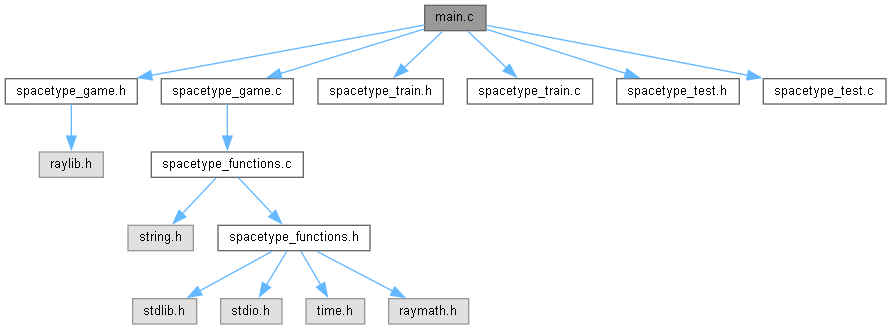 main.c
spacetype_game.h
spacetype_game.c
spacetype_train.h
spacetype_train.c
spacetype_test.h
spacetype_test.c
raylib.h
spacetype_functions.c
string.h
spacetype_functions.h
stdlib.h
stdio.h
time.h
raymath.h